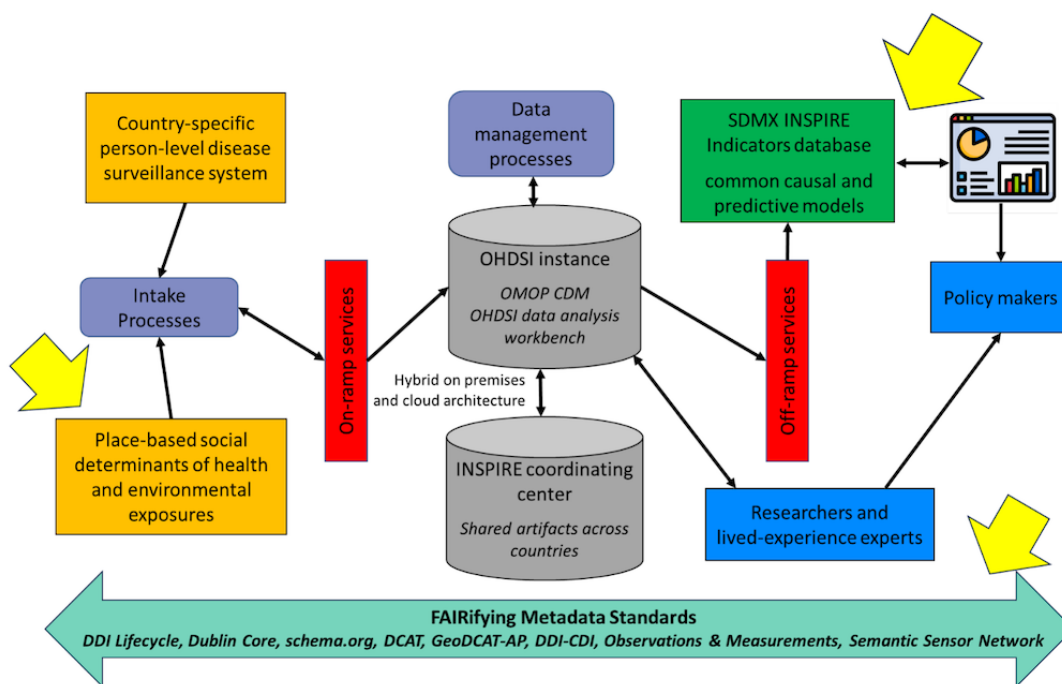 Country-specific
person-level disease
surveillance system
Data
management
processes
SDMX INSPIRE
Indicators database
common causal and
predictive models
Intake
Processes
On-ramp services
OHDSI instance
OMOP CDM
OHDSI data analysis
workbench
Off-ramp services
Policy makers
Hybrid on premises
and cloud architecture
Place-based social
determinants of health
and environmental
exposures
INSPIRE coordinating
center
Shared artifacts across
countries
Researchers and
lived-experience experts
FAIRifying Metadata Standards
DDI Lifecycle, Dublin Core, schema.org, DCAT, GeoDCAT-AP, DDI-CDI, Observations & Measurements, Semantic Sensor Network